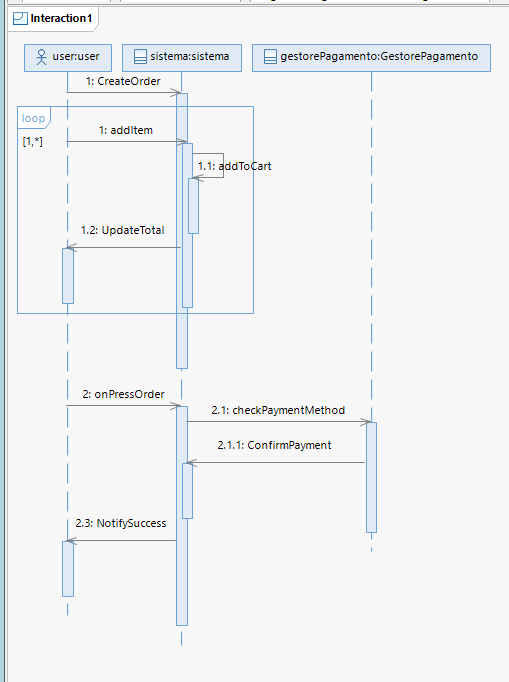 Interaction1
user:user
sistema:sistema
gestorePagamento:GestorePagamento
1: CreateOrder
loop
[1,*]
1: addItem
1.1: addToCart
1.2: UpdateTotal
2: onPressOrder
2.1: checkPaymentMethod
2.1.1: ConfirmPayment
2.3: NotifySuccess